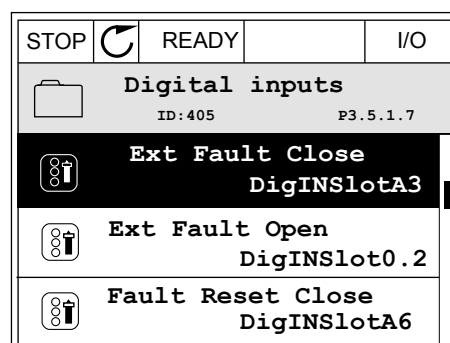 STOP READY I/O
Digital inputs
ID:405 P3.5.1.7
Ext Fault Close
DigINSlotA3
Ext Fault Open
DigINSlot0.2
Fault Reset Close
DigINSlotA6